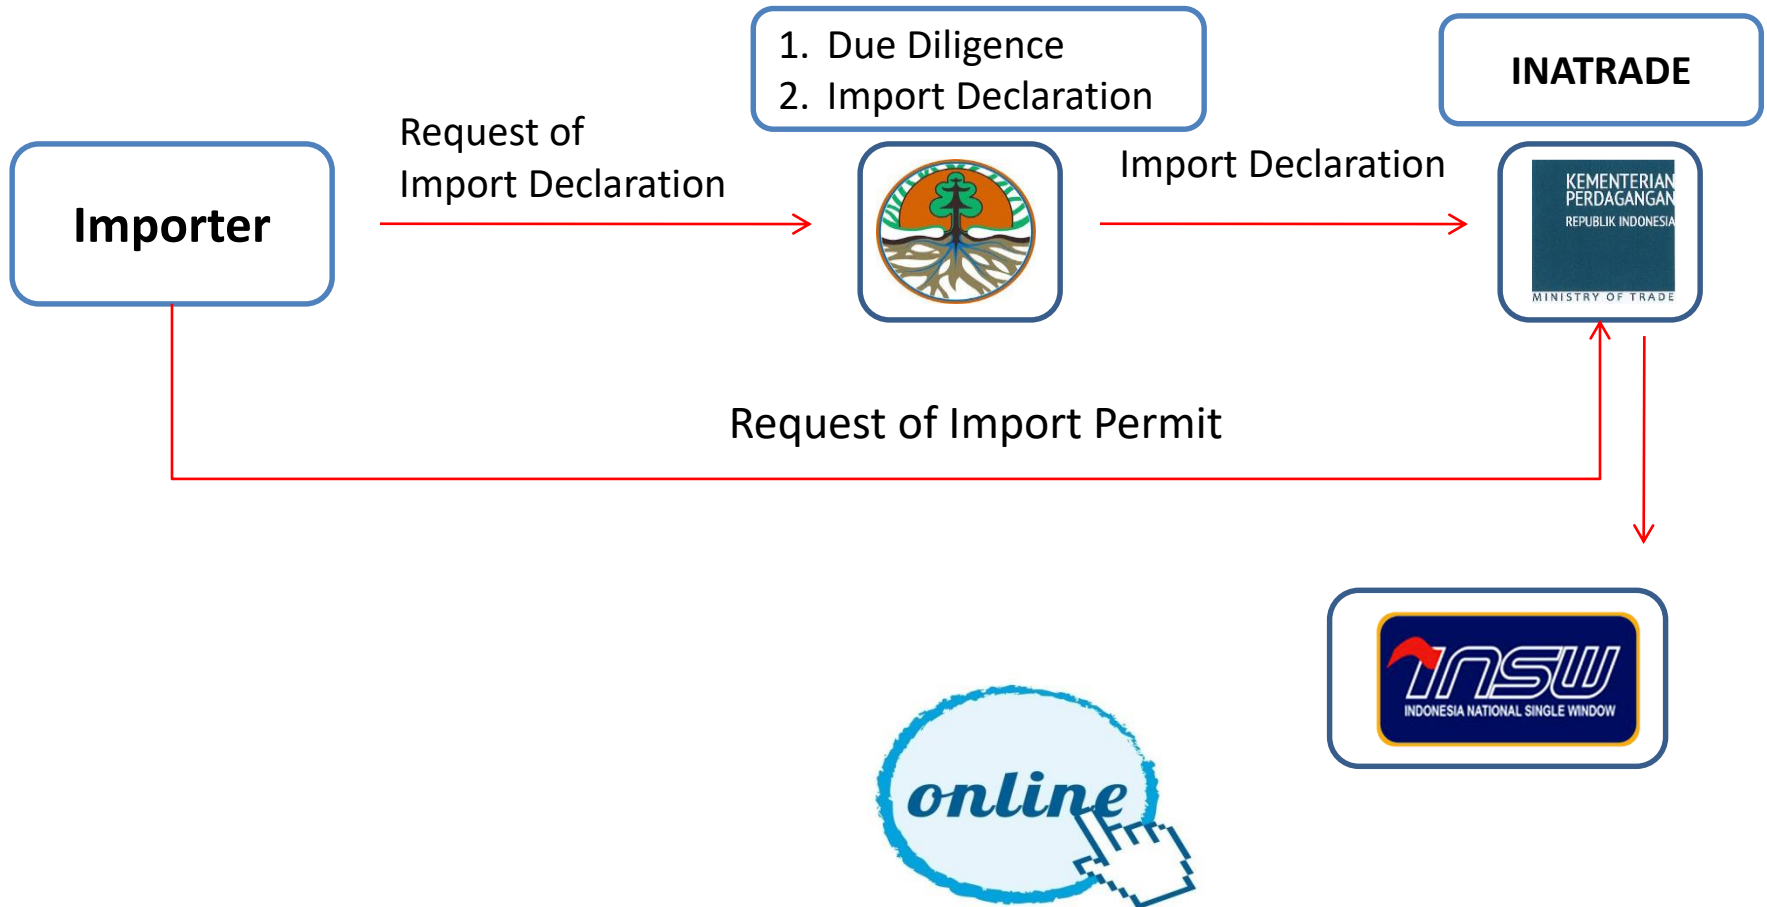 1. Due Diligence
2. Import Declaration
INATRADE
Request of
Import Declaration
Import Declaration
Importer
KEMENTERIAN
PERDAGANGAN
REPUBLIK INDONESIA
MINISTRY OF TRADE
Request of Import Permit
INSW
INDONESIA NATIONAL SINGLE WINDOW
online